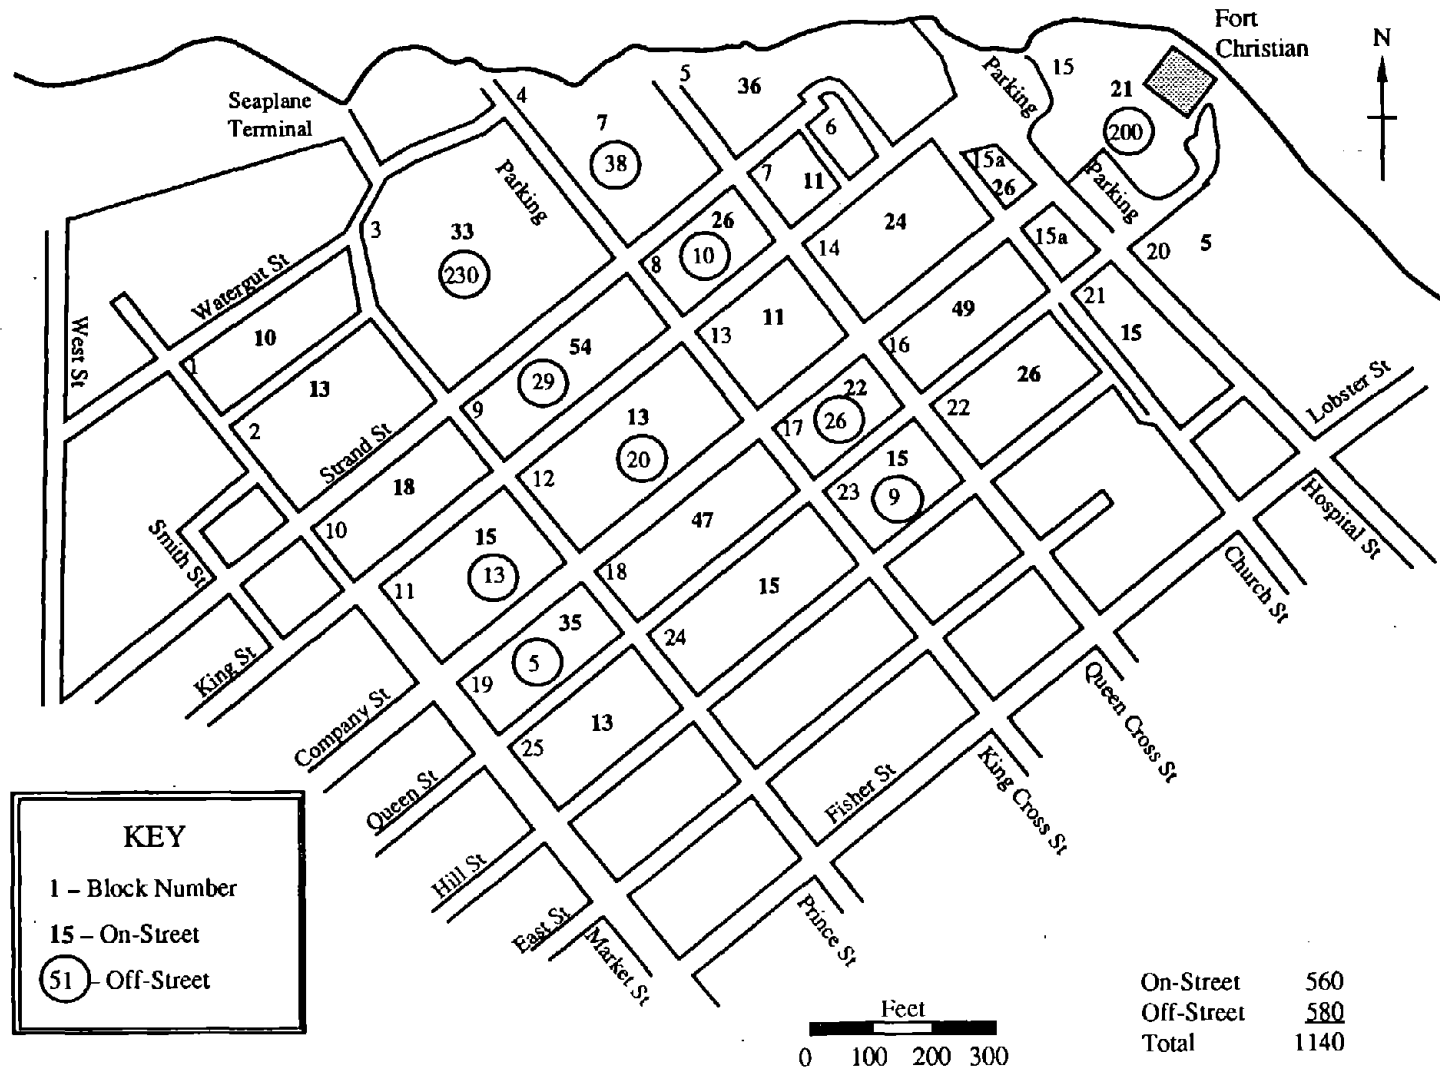 Fort
Christian
N
Seaplane
Terminal
4
5
36
Parking
15
21
200
7
38
6
7
11
15a
26
Parking
Parking
3
33
230
26
8
10
14
24
15a
20
5
Watergut St
West St
10
1
13
2
54
29
9
13
11
49
16
21
15
Strand St
18
10
13
20
12
22
26
17
26
22
Lobster St
Smith St
15
13
11
47
18
15
23
9
Hospital St
King St
35
5
19
15
24
Church St
Company St
13
25
Queen Cross St
Queen St
Fisher St
King Cross St
Hill St
East St
Market St
Prince St
KEY
1 – Block Number
15 – On-Street
51 – Off-Street
Feet
0 100 200 300
On-Street 560
Off-Street 580
Total 1140